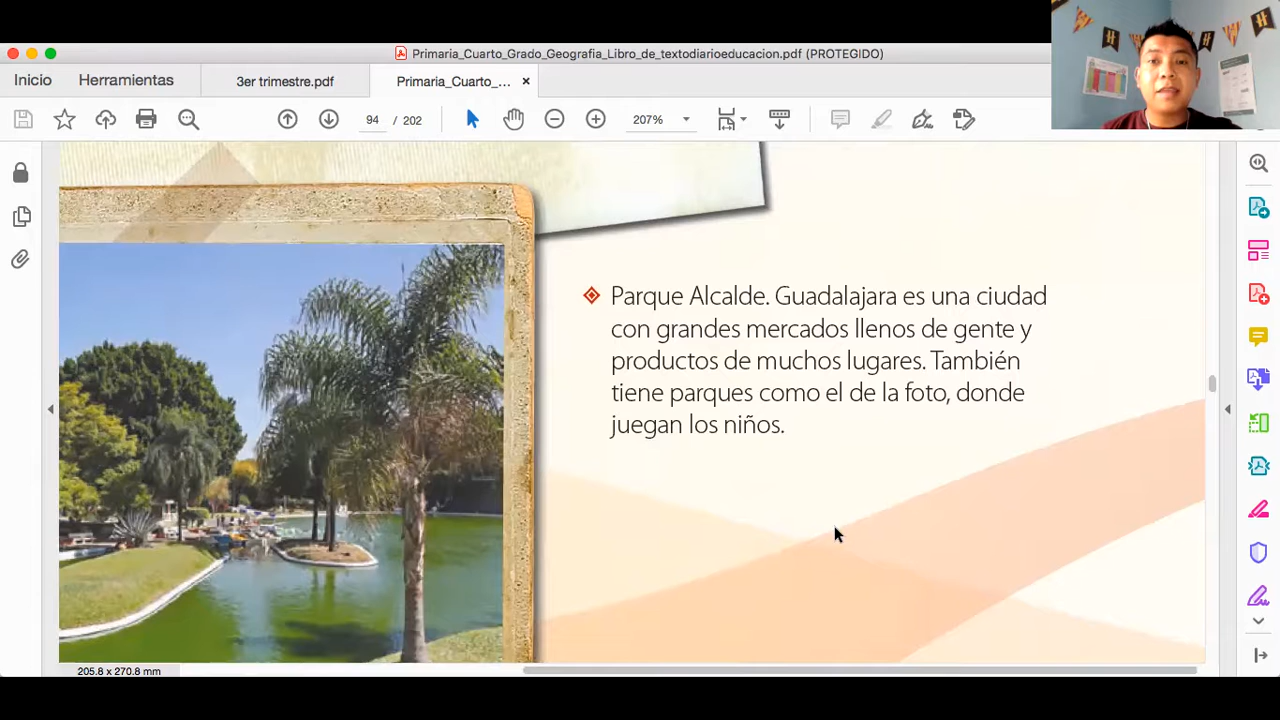 Primaria_Cuarto_Grado_Geografia_Libro_de_textodiarioeducacion.pdf (PROTEGIDO)
Inicio
Herramientas
3er trimestre.pdf
Primaria_Cuarto_...
94 / 202
207%
Parque Alcalde. Guadalajara es una ciudad
con grandes mercados llenos de gente y
productos de muchos lugares. También
tiene parques como el de la foto, donde
juegan los niños.
205.8 x 270.8 mm